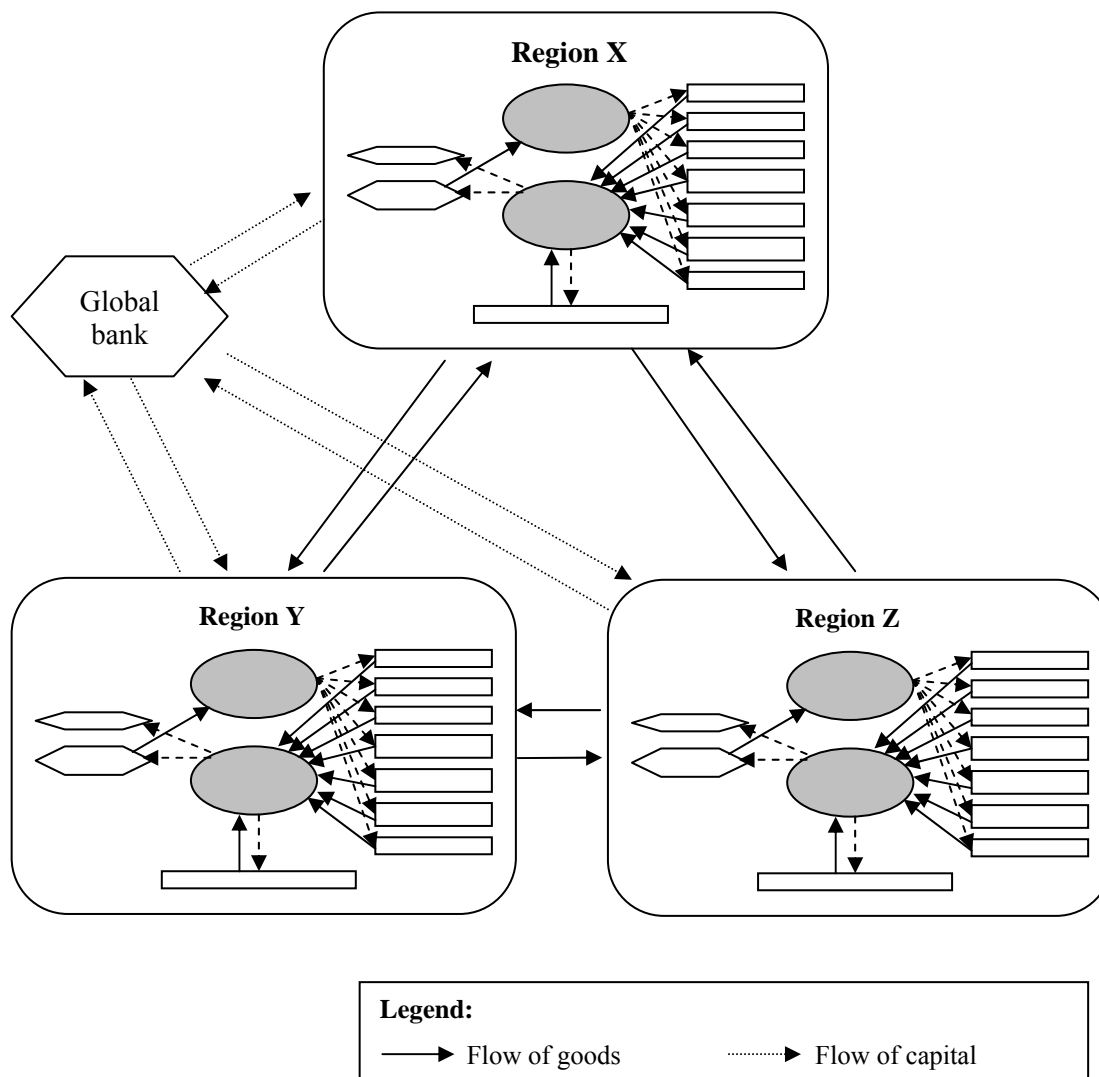 Region X
Global
bank
Region Y
Region Z
Legend:
Flow of goods
Flow of capital